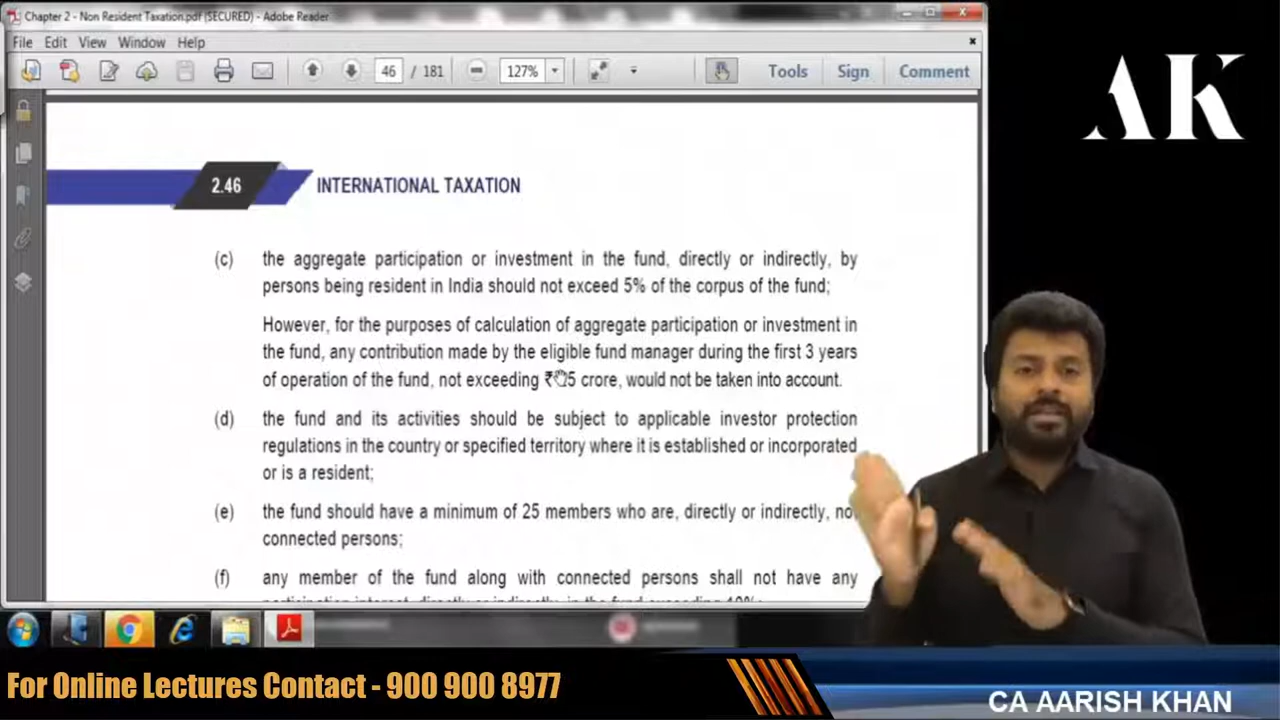 Chapter 2 - Non Resident Taxation.pdf (SECURED) - Adobe Reader
File Edit View Window Help
46 / 181 127% Tools Sign Comment
AK
2.46 INTERNATIONAL TAXATION
(c) the aggregate participation or investment in the fund, directly or indirectly, by
persons being resident in India should not exceed 5% of the corpus of the fund;
However, for the purposes of calculation of aggregate participation or investment in
the fund, any contribution made by the eligible fund manager during the first 3 years
of operation of the fund, not exceeding ₹ 5 crore, would not be taken into account.
(d) the fund and its activities should be subject to applicable investor protection
regulations in the country or specified territory where it is established or incorporated
or is a resident;
(e) the fund should have a minimum of 25 members who are, directly or indirectly,
connected persons;
(f) any member of the fund along with connected persons shall not have any
For Online Lectures Contact - 900 900 8977
CA AARISH KHAN